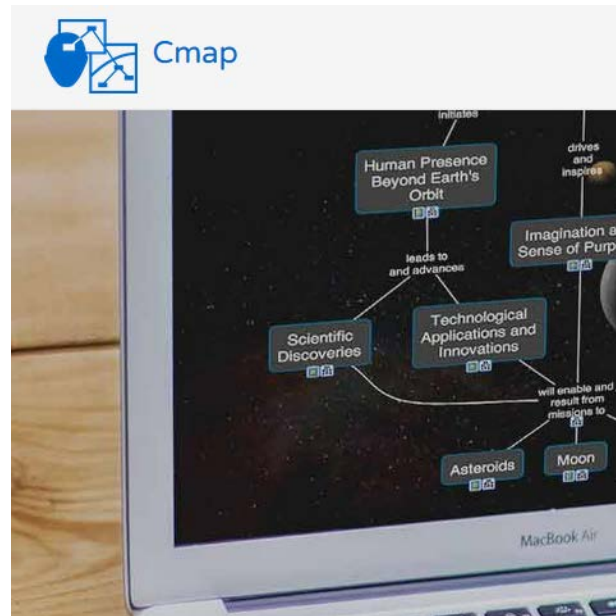 Cmap
initiates
Human Presence
Beyond Earth's
Orbit
drives
and
inspires
Imagination
Sense of
leads to
and advances
Scientific
Discoveries
Technological
Applications and
Innovations
will enable and
result from
missions to
Asteroids
Moon
MacBook Air